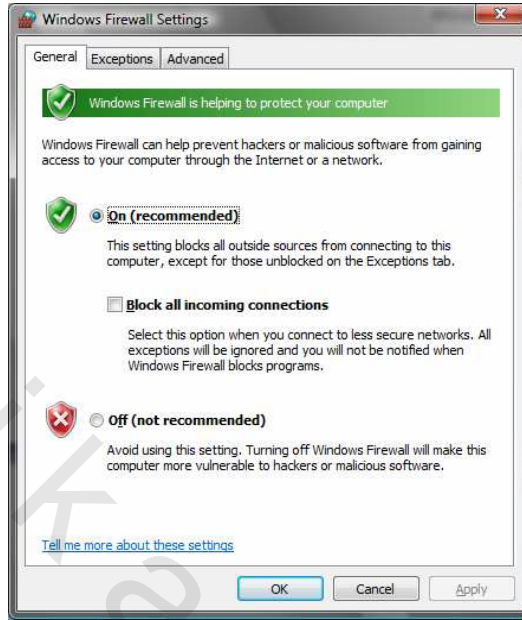 Windows Firewall Settings
General Exceptions Advanced
Windows Firewall is helping to protect your computer
Windows Firewall can help prevent hackers or malicious software from gaining
access to your computer through the Internet or a network.
On (recommended)
This setting blocks all outside sources from connecting to this
computer, except for those unblocked on the Exceptions tab.
Block all incoming connections
Select this option when you connect to less secure networks. All
exceptions will be ignored and you will not be notified when
Windows Firewall blocks programs.
Off (not recommended)
Avoid using this setting. Turning off Windows Firewall will make this
computer more vulnerable to hackers or malicious software.
Tell me more about these settings
OK Cancel Apply